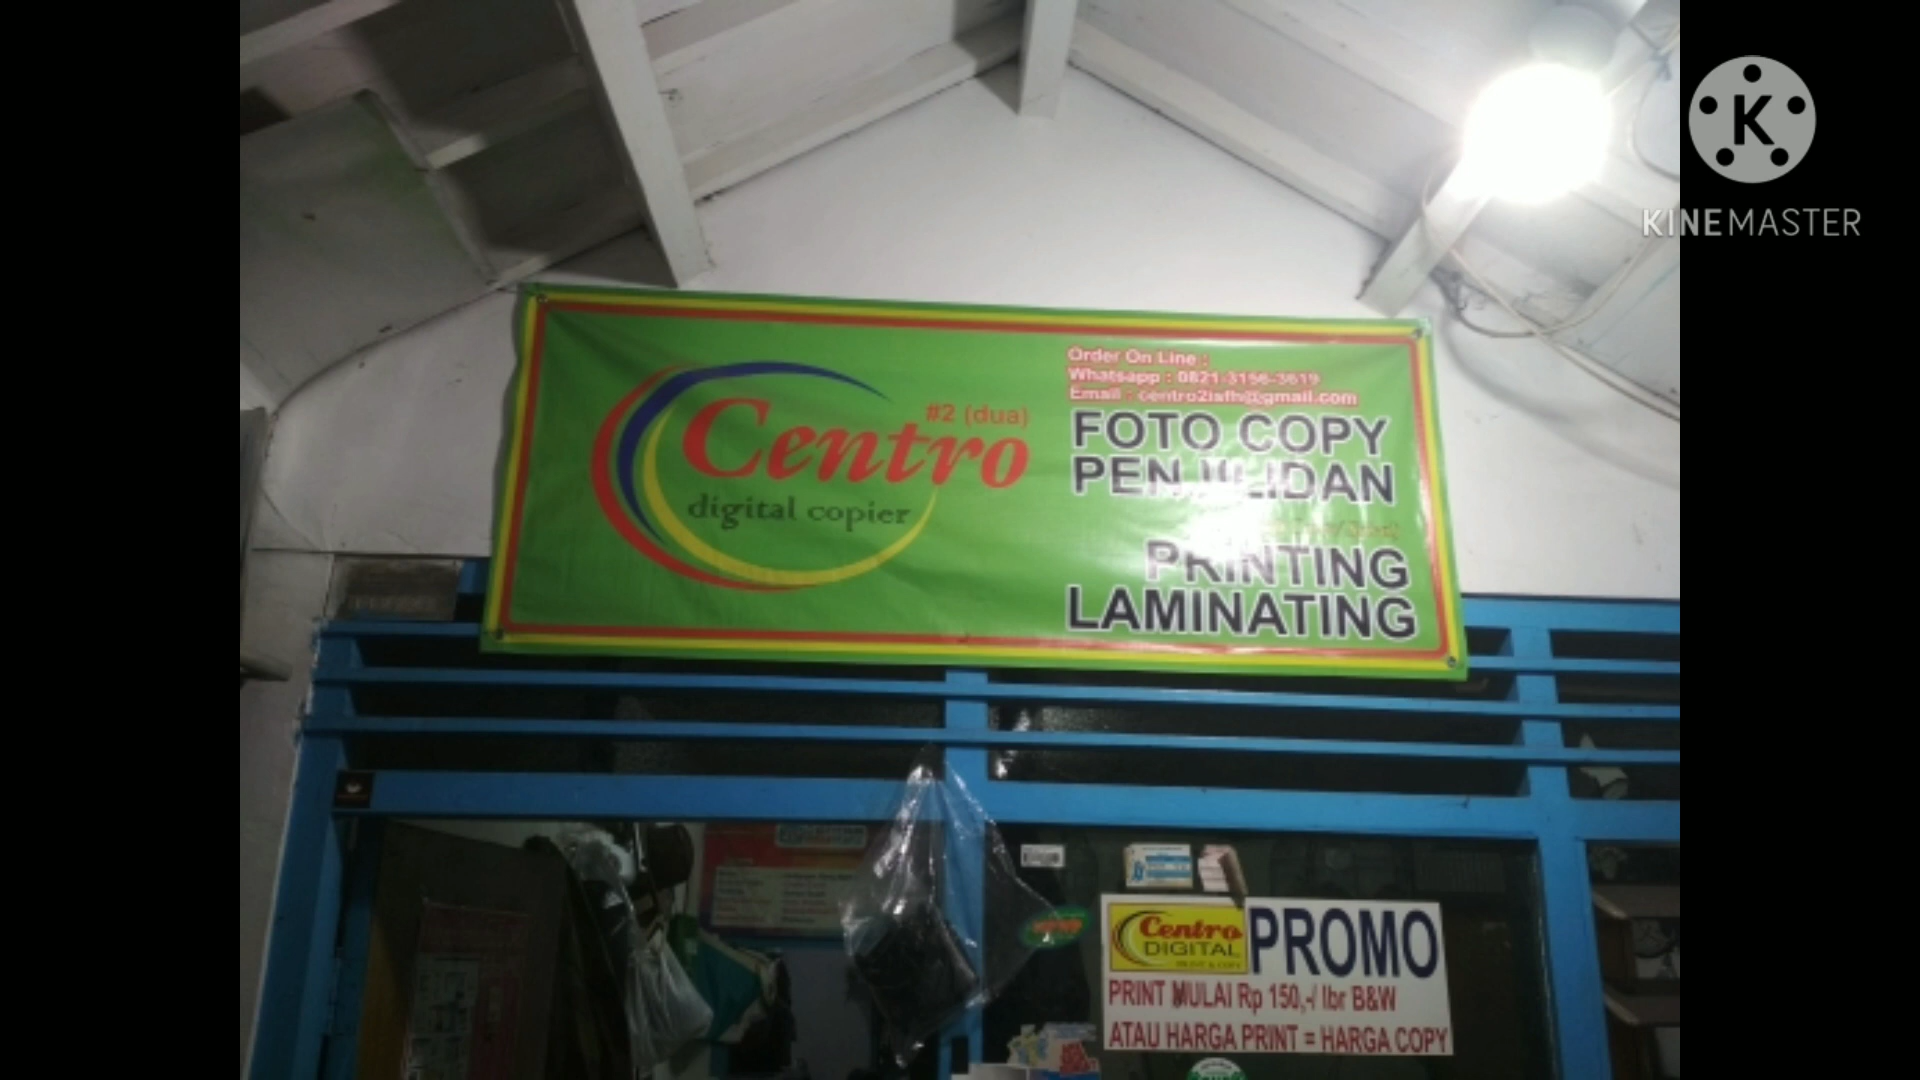 KINEMASTER
Order On Line :
Whatsapp : 0821-3156-3619
Email : centro2isfh@gmail.com
#2 (dua)
Centro
digital copier
FOTO COPY
PENJILIDAN
PRINTING
LAMINATING
Centro
DIGITAL
PROMO
PRINT MULAI Rp 150,-/ lbr B&W
ATAU HARGA PRINT = HARGA COPY